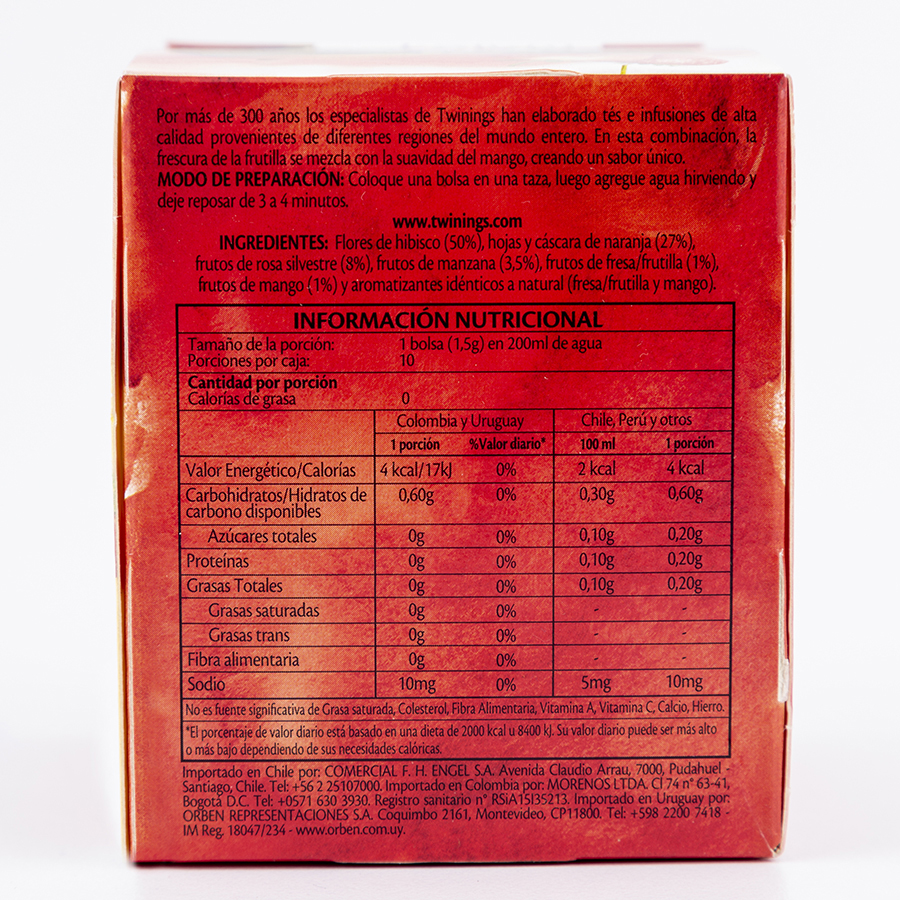 Por más de 300 años los especialistas de Twinings han elaborado tés e infusiones de alta
calidad provenientes de diferentes regiones del mundo entero. En esta combinación, la
frescura de la frutilla se mezcla con la suavidad del mango, creando un sabor único.
MODO DE PREPARACIÓN: Coloque una bolsa en una taza, luego agregue agua hirviendo y
deje reposar de 3 a 4 minutos.
www.twinings.com
INGREDIENTES: Flores de hibisco (50%), hojas y cáscara de naranja (27%),
frutos de rosa silvestre (8%), frutos de manzana (3,5%), frutos de fresa/frutilla (1%),
frutos de mango (1%) y aromatizantes idénticos a natural (fresa/frutilla y mango).
INFORMACIÓN NUTRICIONAL
Tamaño de la porción: 1 bolsa (1,5g) en 200ml de agua
Porciones por caja: 10
Cantidad por porción
Calorías de grasa 0
Colombia y Uruguay Chile, Perú y otros
1 porción %Valor diario* 100 ml 1 porción
Valor Energético/Calorías 4 kcal/17kJ 0% 2 kcal 4 kcal
Carbohidratos/Hidratos de 0,60g 0% 0,30g 0,60g
carbono disponibles
Azúcares totales 0g 0% 0,10g 0,20g
Proteínas 0g 0% 0,10g 0,20g
Grasas Totales 0g 0% 0,10g 0,20g
Grasas saturadas 0g 0% - -
Grasas trans 0g 0% - -
Fibra alimentaria 0g 0% - -
Sodio 10mg 0% 5mg 10mg
No es fuente significativa de Grasa saturada, Colesterol, Fibra Alimentaria, Vitamina A, Vitamina C, Calcio, Hierro.
*El porcentaje de valor diario está basado en una dieta de 2000 kcal u 8400 kJ. Su valor diario puede ser más alto
o más bajo dependiendo de sus necesidades calóricas.
Importado en Chile por: COMERCIAL F. H. ENGEL S.A. Avenida Claudio Arrau, 7000, Pudahuel -
Santiago, Chile. Tel: +56 2 25107000. Importado en Colombia por: MORENOS LTDA. Cl 74 n° 63-41,
Bogotá D.C. Tel: +0571 630 3930. Registro sanitario n° RSiA15I35213. Importado en Uruguay por:
ORBEN REPRESENTACIONES S.A. Coquimbo 2161, Montevideo, CP11800. Tel: +598 2200 7418 -
IM Reg. 18047/234 - www.orben.com.uy.